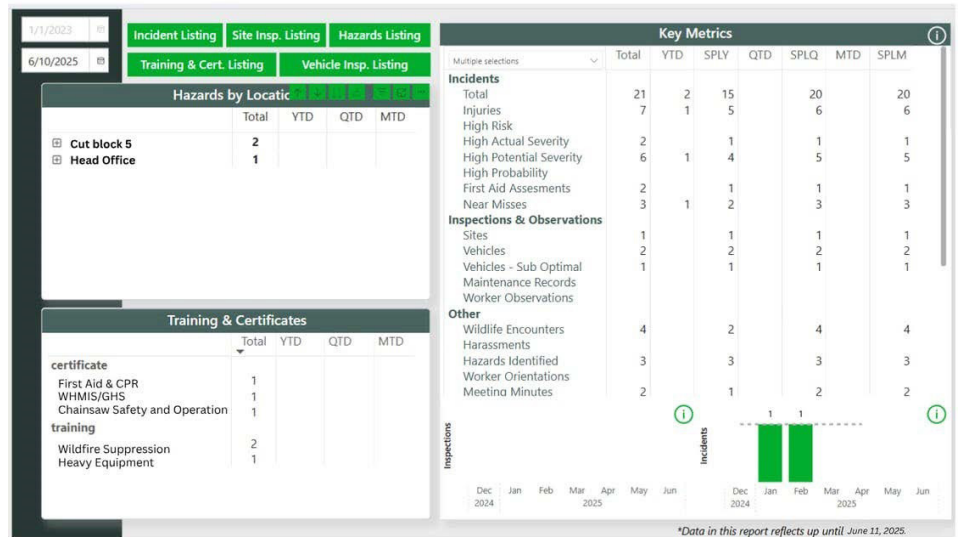 1/1/2023
6/10/2025
Incident Listing Site Insp. Listing Hazards Listing
Training & Cert. Listing Vehicle Insp. Listing
Hazards by Locatic
Total YTD QTD MTD
Cut block 5 2
Head Office 1
Training & Certificates
Total YTD QTD MTD
certificate
First Aid & CPR 1
WHMIS/GHS 1
Chainsaw Safety and Operation 1
training
Wildfire Suppression 2
Heavy Equipment 1
Key Metrics
Multiple selections Total YTD SPLY QTD SPLQ MTD SPLM
Incidents
Total 21 2 15 20 20
Injuries 7 1 5 6 6
High Risk
High Actual Severity 2 1 1 1
High Potential Severity 6 1 4 5 5
High Probability
First Aid Assesments 2 1 1 1
Near Misses 3 1 2 3 3
Inspections & Observations
Sites 1 1 1 1
Vehicles 2 2 2 2
Vehicles - Sub Optimal 1 1 1 1
Maintenance Records
Worker Observations
Other
Wildlife Encounters 4 2 4 4
Harassments
Hazards Identified 3 3 3 3
Worker Orientations
Meeting Minutes 2 1 2 2
Inspections
Dec Jan Feb Mar Apr May Jun
2024 2025
Incidents
1 1
Dec Jan Feb Mar Apr May Jun
2024 2025
*Data in this report reflects up until June 11, 2025.